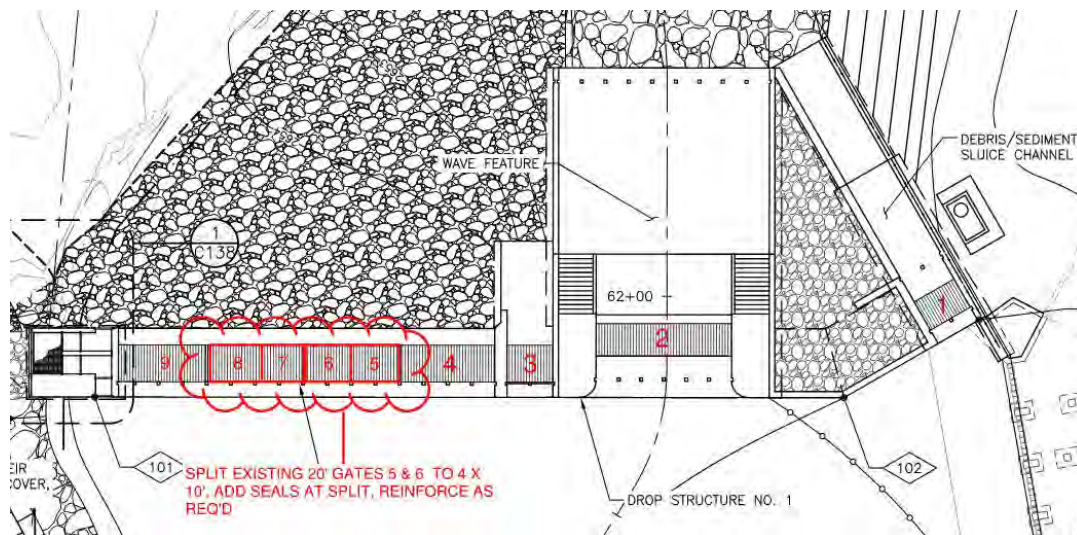 DEBRIS/SEDIMENT
SLUICE CHANNEL
WAVE FEATURE
1
C138
62+00
1
2
9
8
7
6
5
4
3
101
102
EIR
COVER,
SPLIT EXISTING 20' GATES 5 & 6 TO 4 X
10', ADD SEALS AT SPLIT, REINFORCE AS
REQ'D
DROP STRUCTURE NO. 1